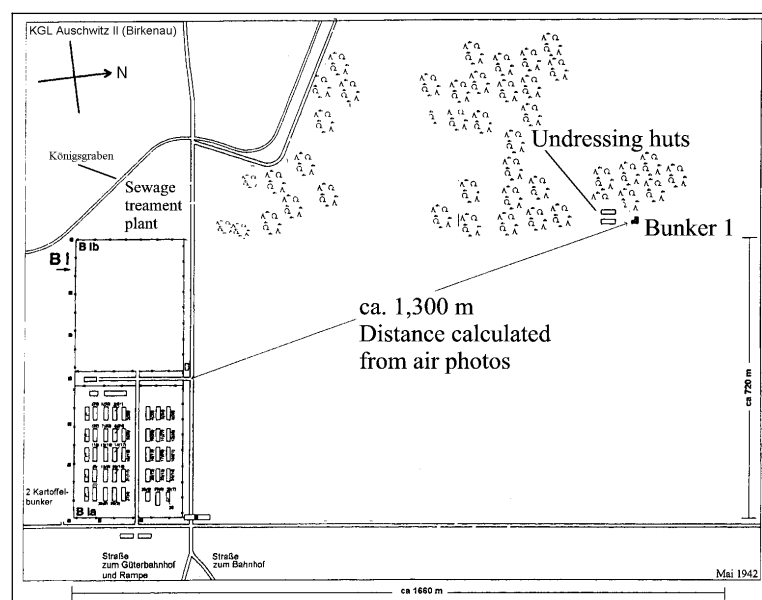 KGL Auschwitz II (Birkenau)
N
Königsgraben
Sewage
treament
plant
Undressing huts
Bunker 1
B Ib
B I
ca. 1,300 m
Distance calculated
from air photos
ca 720 m
2 Kartoffel-
bunker
B Ia
Straße
zum Güterbahnhof
und Rampe
Straße
zum Bahnhof
Mai 1942
ca 1660 m